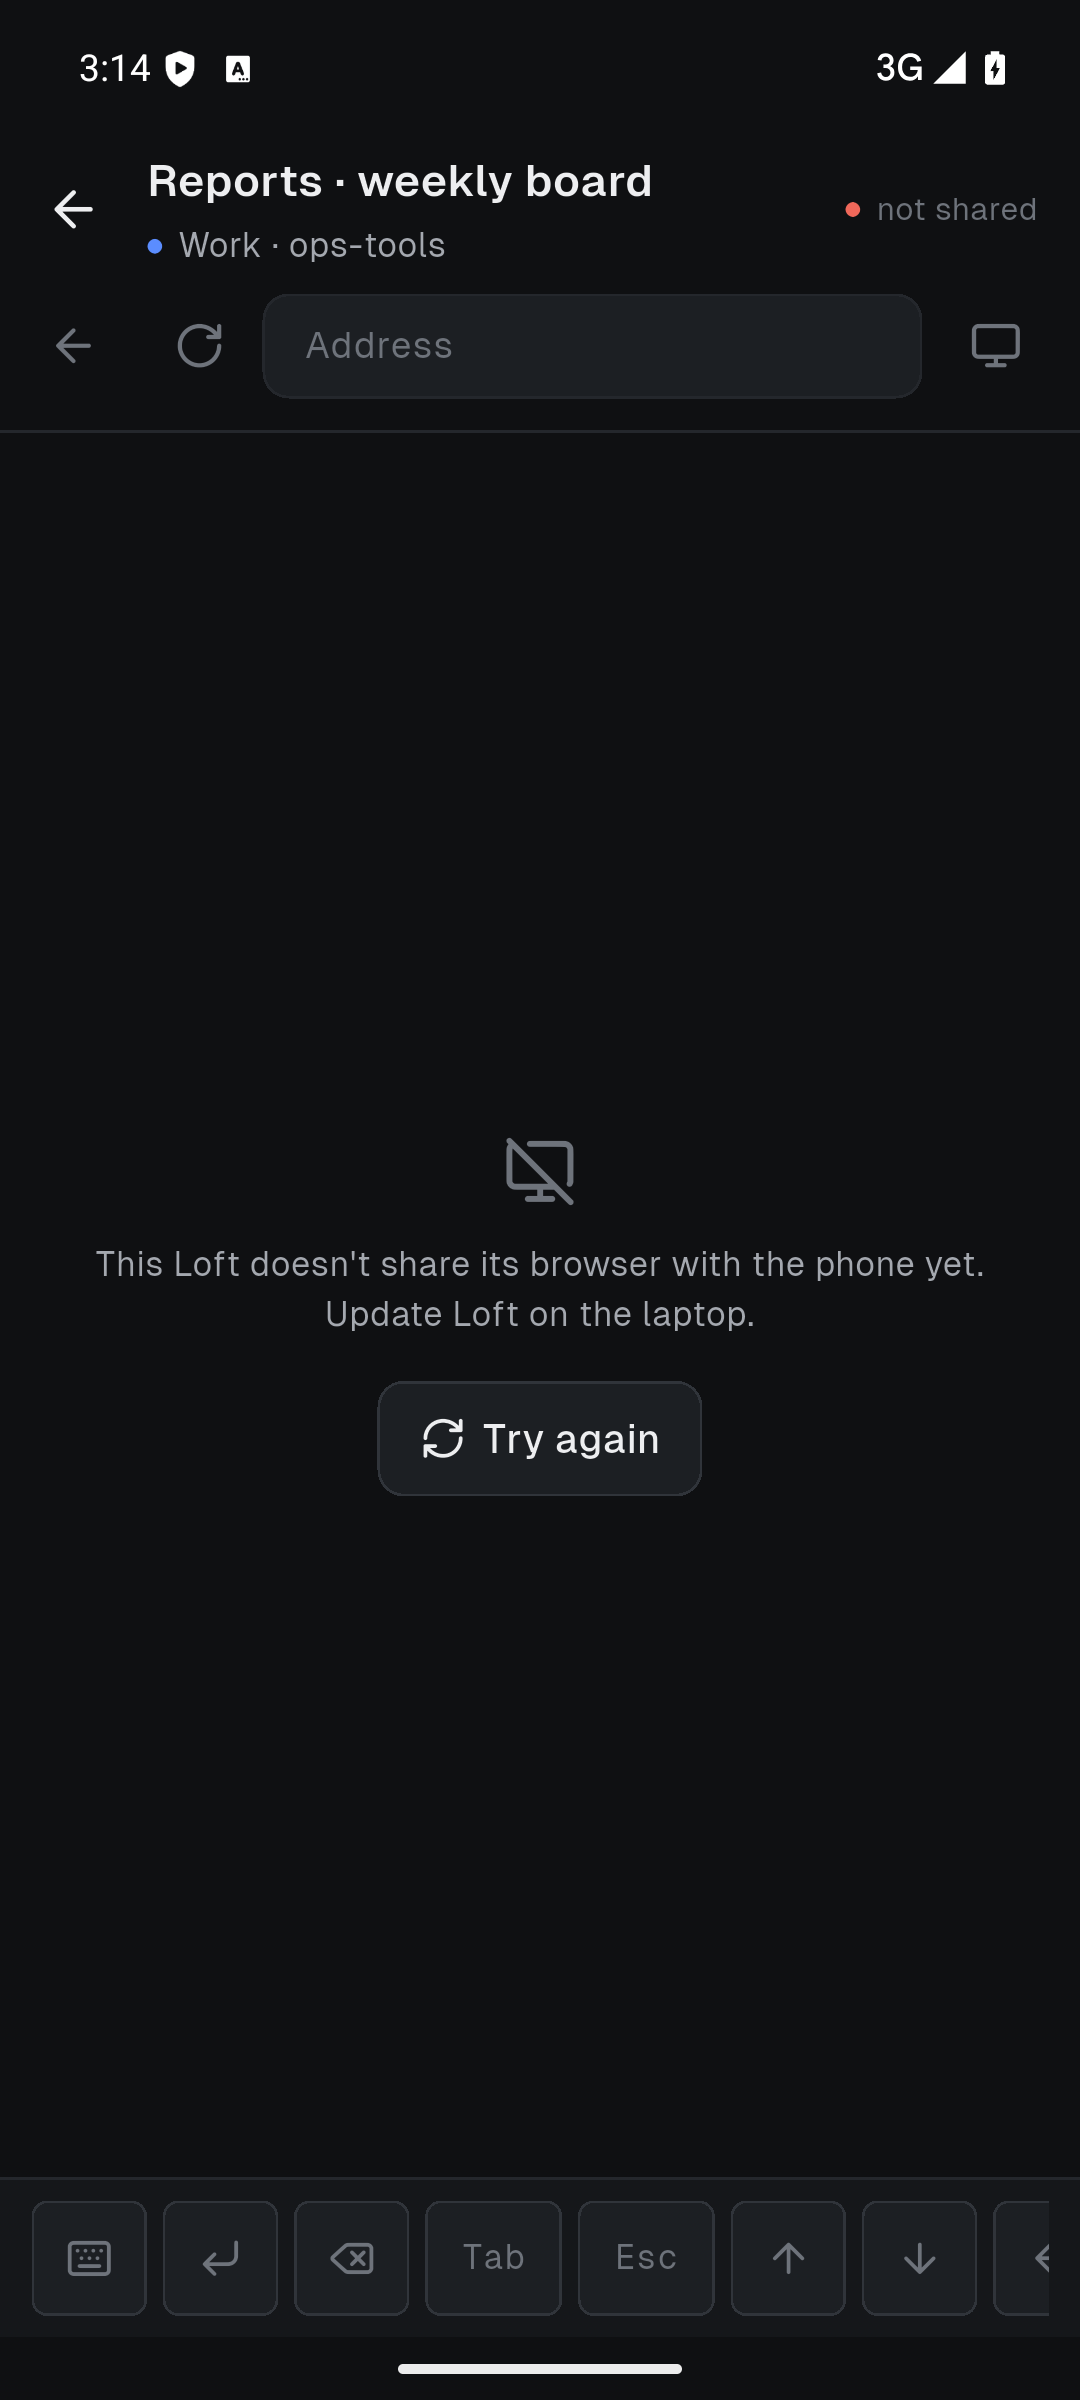 3:14
3G
Reports · weekly board
Work · ops-tools
not shared
Address
This Loft doesn't share its browser with the phone yet.
Update Loft on the laptop.
Try again
Tab
Esc